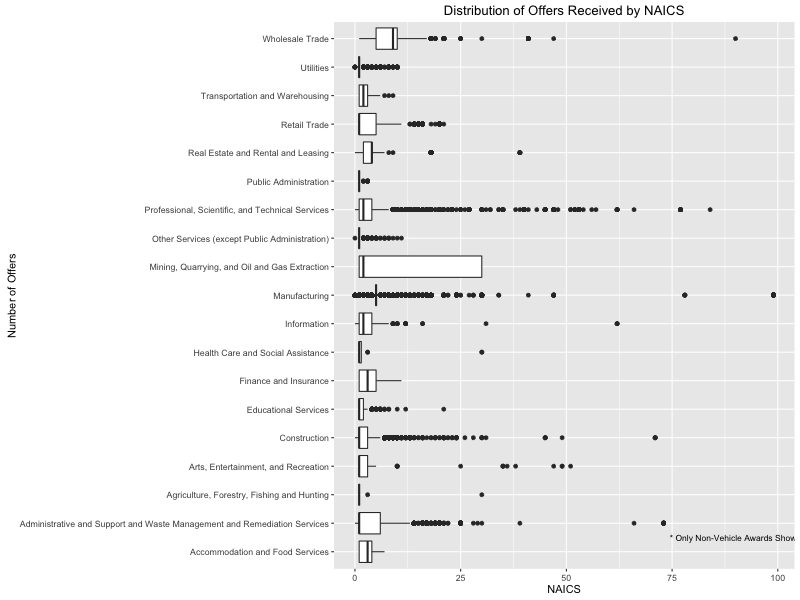 Distribution of Offers Received by NAICS
Number of Offers
Wholesale Trade
Utilities
Transportation and Warehousing
Retail Trade
Real Estate and Rental and Leasing
Public Administration
Professional, Scientific, and Technical Services
Other Services (except Public Administration)
Mining, Quarrying, and Oil and Gas Extraction
Manufacturing
Information
Health Care and Social Assistance
Finance and Insurance
Educational Services
Construction
Arts, Entertainment, and Recreation
Agriculture, Forestry, Fishing and Hunting
Administrative and Support and Waste Management and Remediation Services
Accommodation and Food Services
* Only Non-Vehicle Awards Show
0 25 50 75 100
NAICS